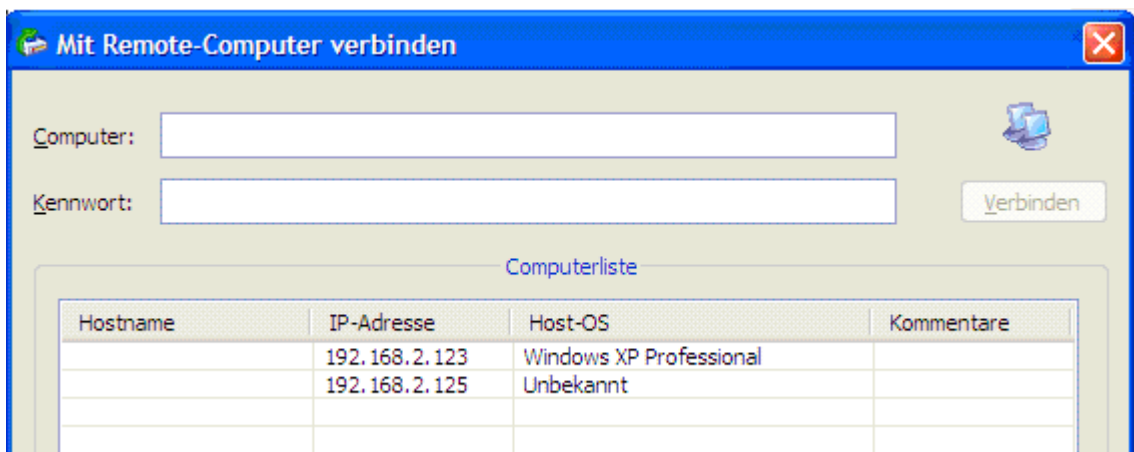 Mit Remote-Computer verbinden
Computer:
Kennwort:
Verbinden
Computerliste
Hostname IP-Adresse Host-OS Kommentare
192.168.2.123 Windows XP Professional
192.168.2.125 Unbekannt